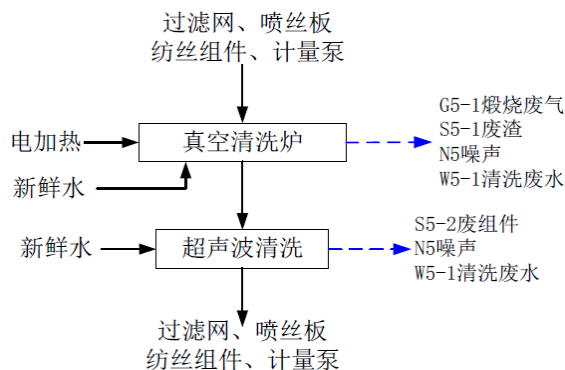 过滤网、喷丝板
纺丝组件、计量泵
G5-1煅烧废气
S5-1废渣
N5噪声
W5-1清洗废水
电加热
真空清洗炉
新鲜水
S5-2废组件
N5噪声
W5-1清洗废水
新鲜水
超声波清洗
过滤网、喷丝板
纺丝组件、计量泵